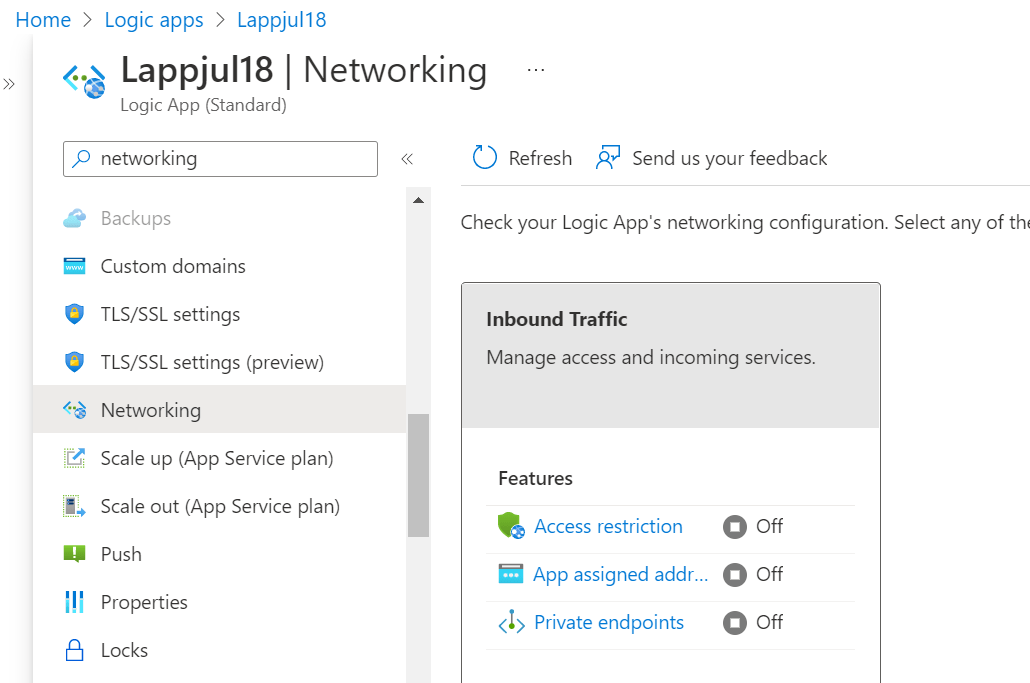 Home > Logic apps > Lappjul18
»
Lappjul18 | Networking ...
Logic App (Standard)
networking
«
Backups
Custom domains
TLS/SSL settings
TLS/SSL settings (preview)
Networking
Scale up (App Service plan)
Scale out (App Service plan)
Push
Properties
Locks
Refresh
Send us your feedback
Check your Logic App's networking configuration. Select any of the
Inbound Traffic
Manage access and incoming services.
Features
Access restriction Off
App assigned addr... Off
Private endpoints Off